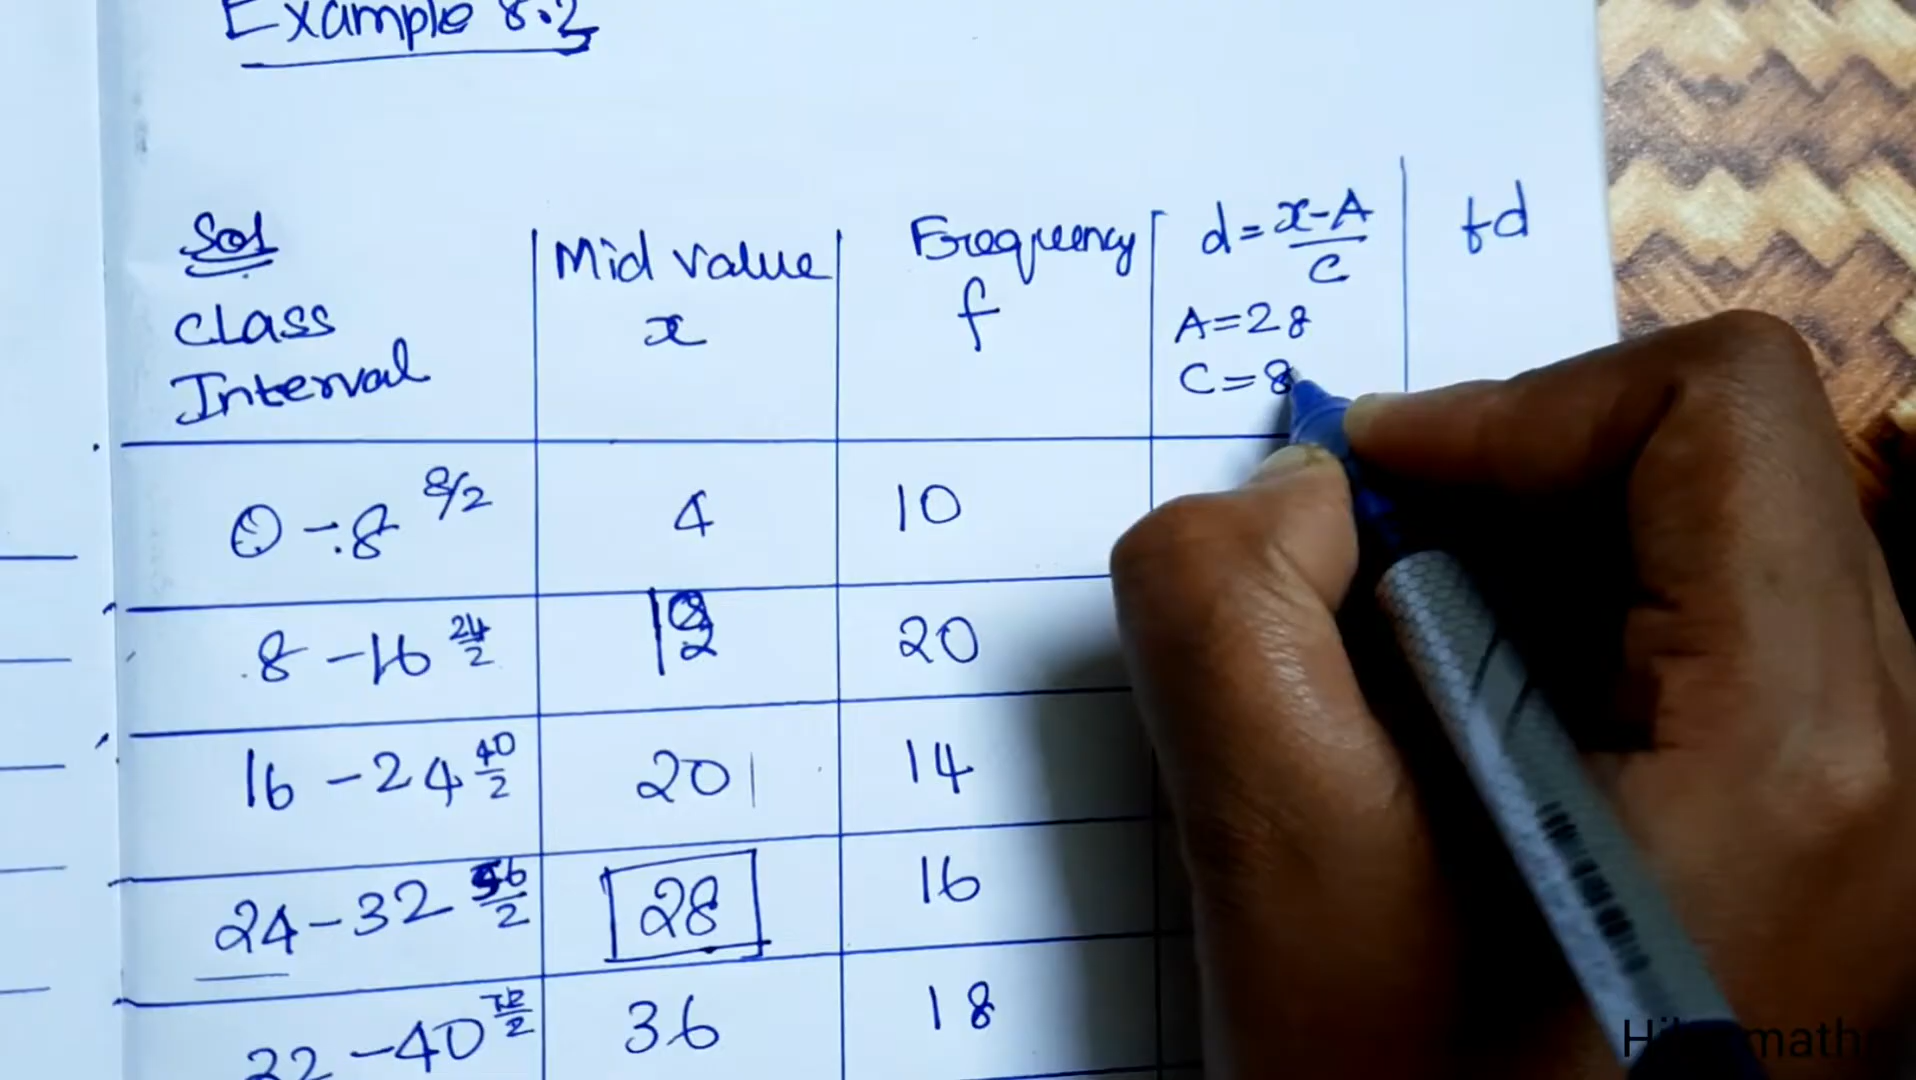 Example 8.2
Sol
Class Interval | Mid value x | Frequency f | d = x-A/C A=28 C=8 | fd
0-8 8/2 | 4 | 10
8-16 24/2 | 12 | 20
16-24 40/2 | 20 | 14
24-32 56/2 | 28 | 16
32-40 72/2 | 36 | 18